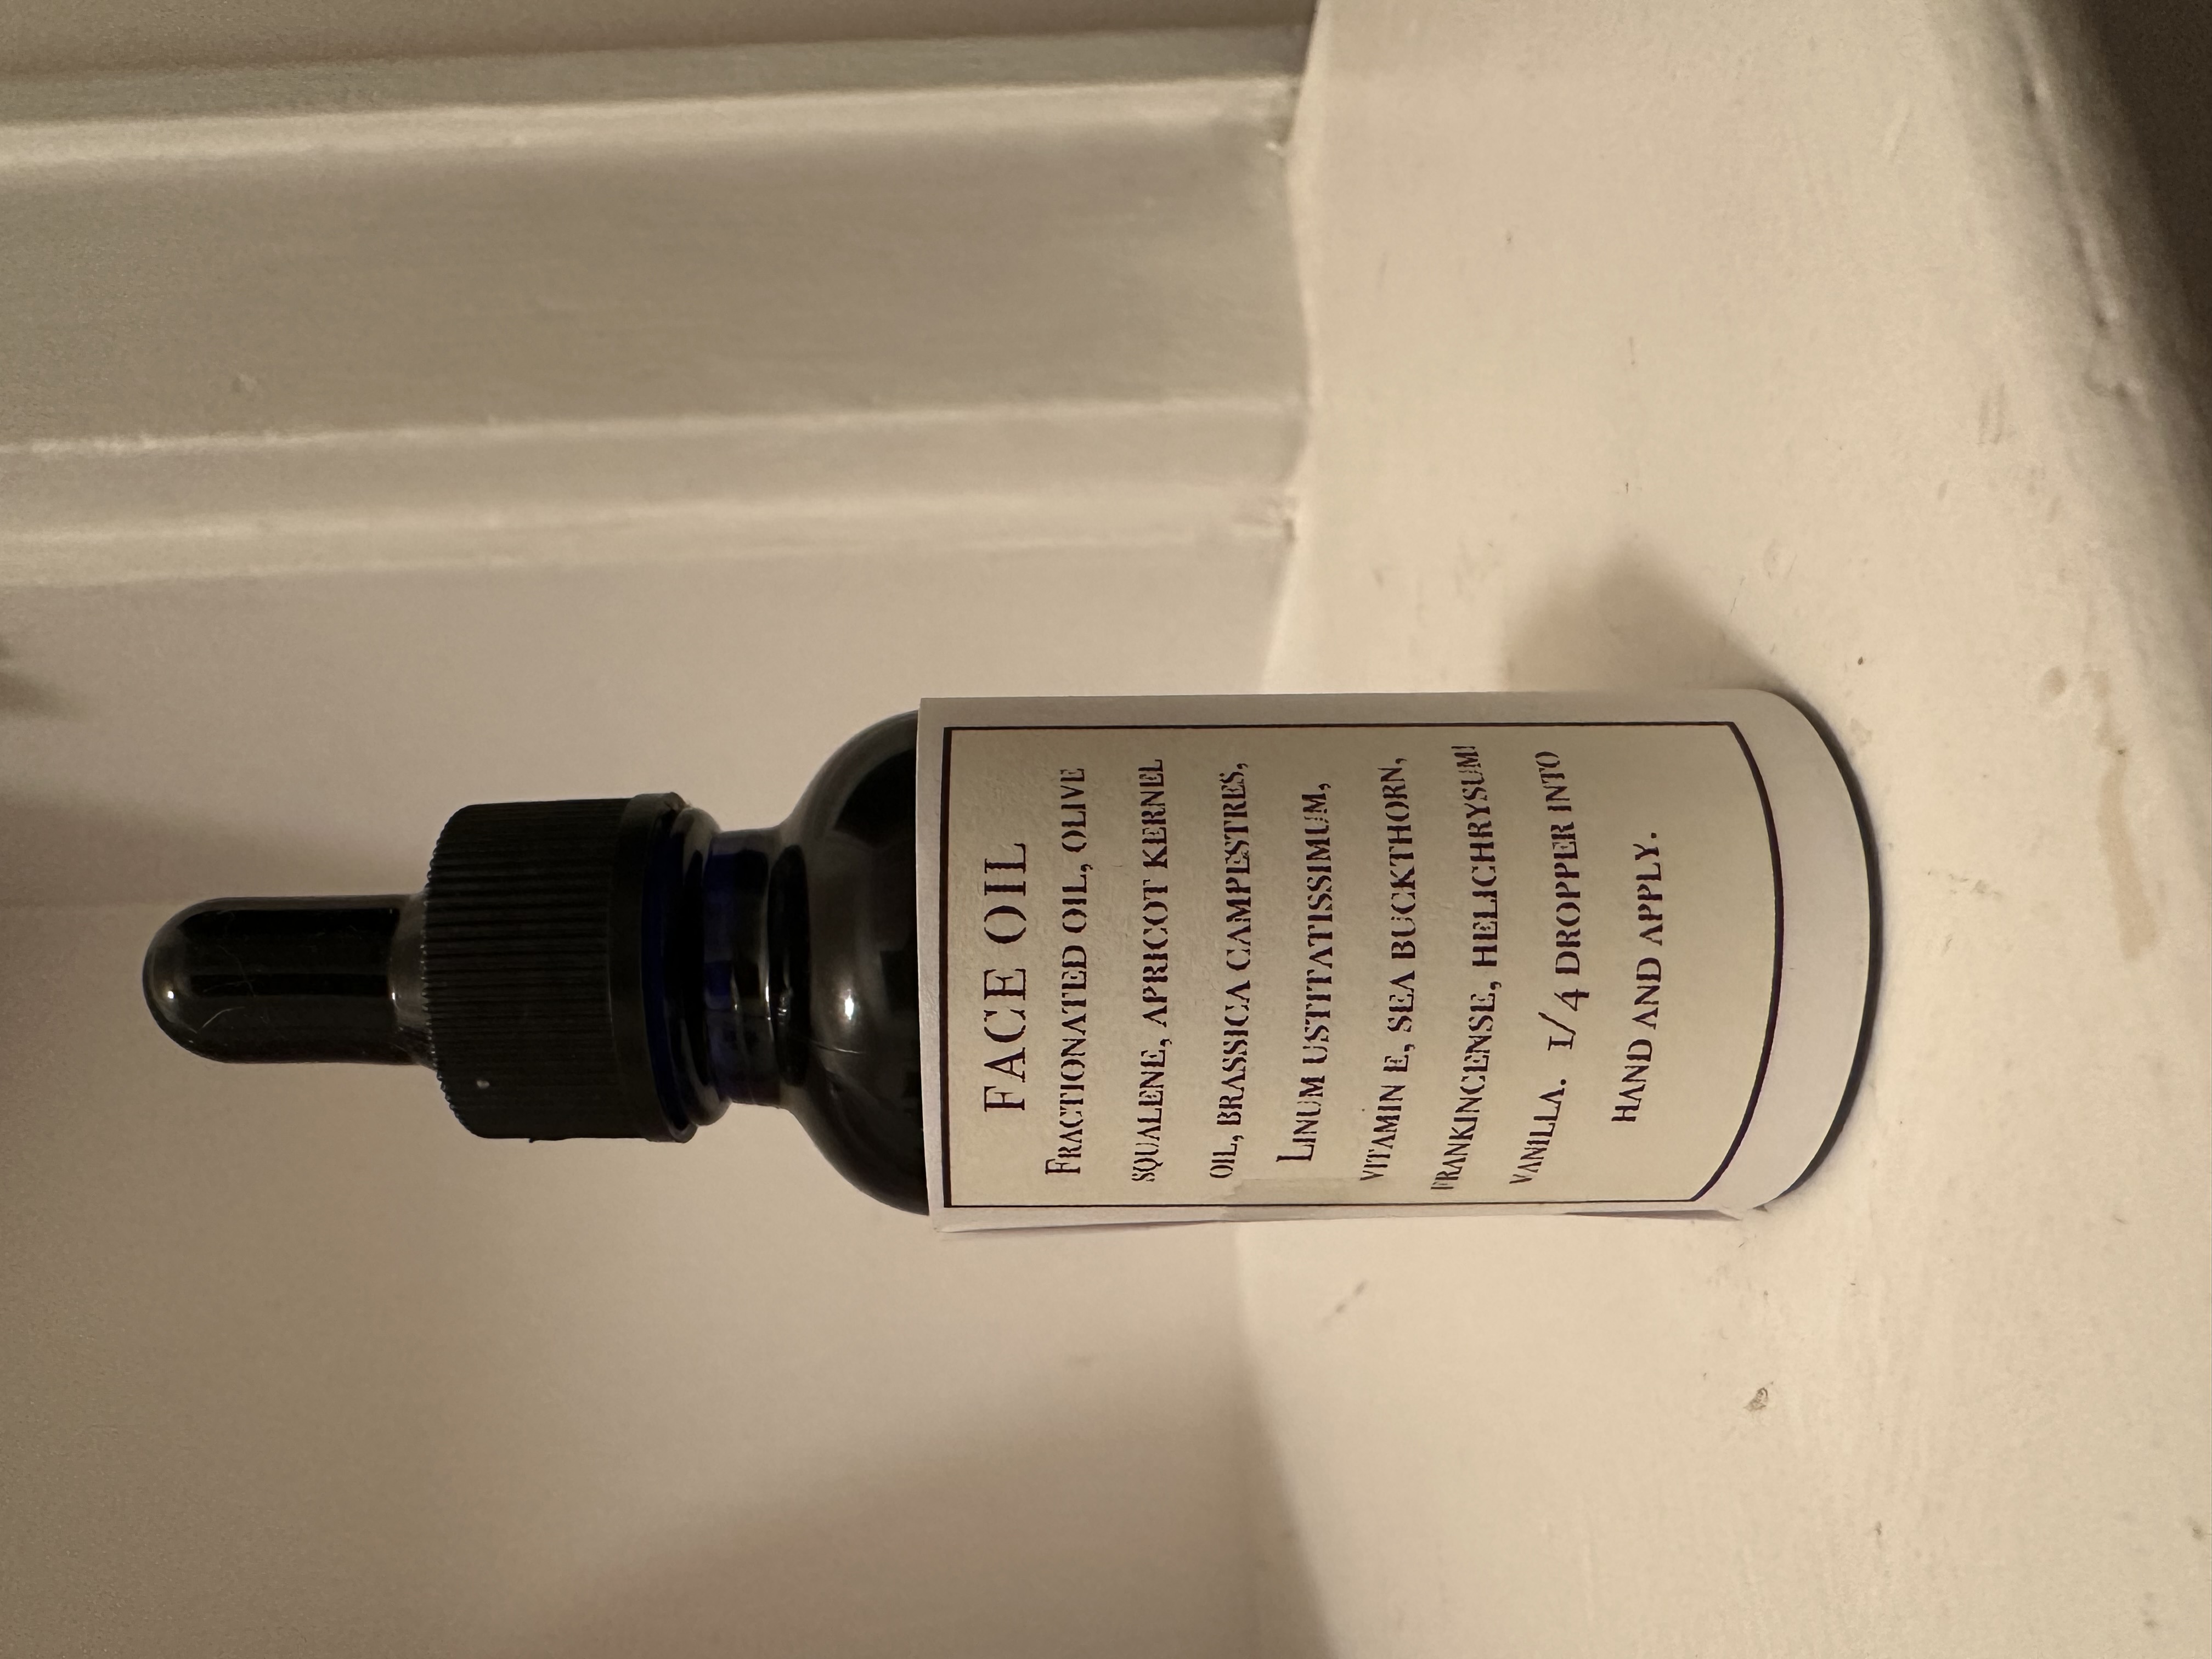 FACE OIL
FRACTIONATED OIL, OLIVE
SQUALENE, APRICOT KERNEL
OIL, BRASSICA CAMPESTRES,
LINUM USTITATISSIMUM,
VITAMIN E, SEA BUCKTHORN,
FRANKINCENSE, HELICHRYSUM!
VANILLA. 1/4 DROPPER INTO
HAND AND APPLY.